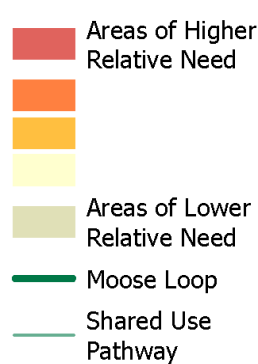 Areas of Higher
Relative Need
Areas of Lower
Relative Need
Moose Loop
Shared Use
Pathway